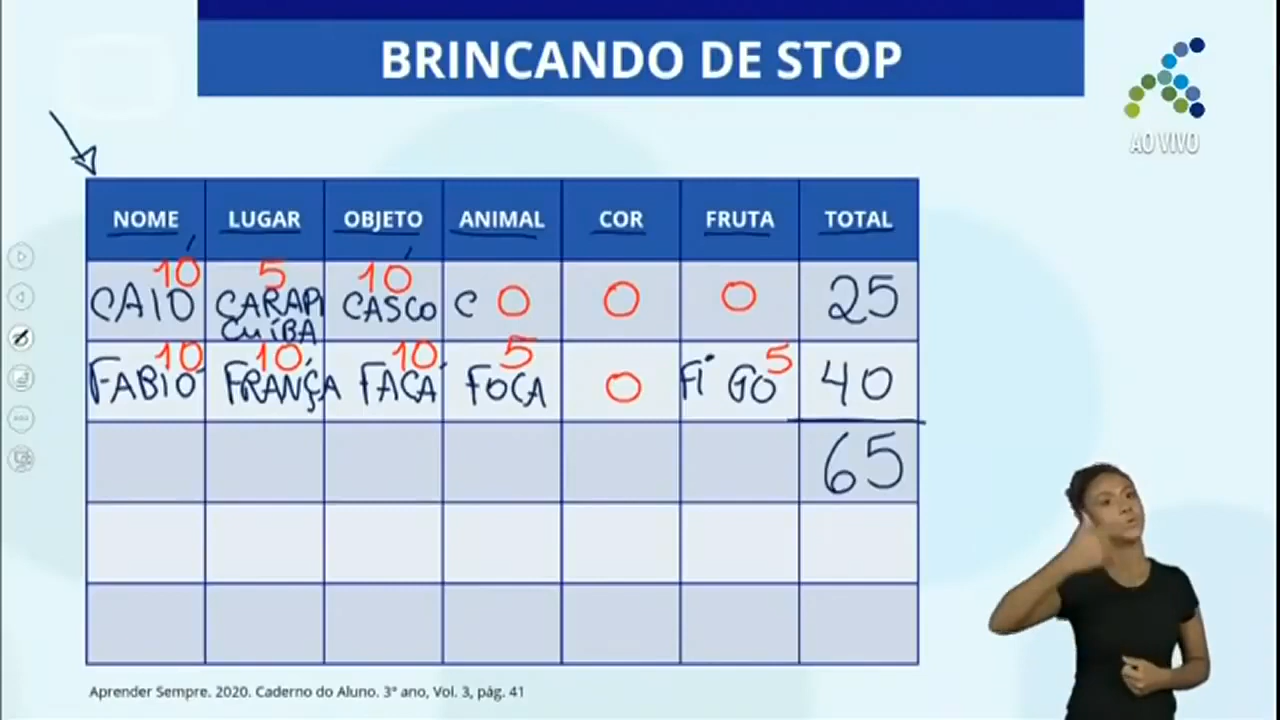 BRINCANDO DE STOP
AO VIVO
NOME LUGAR OBJETO ANIMAL COR FRUTA TOTAL
10 5 10
CAIO CARAPI CASCO C 0 0 0 25
CUÍBA
10 10 10 5 5
FABIO FRANÇA FACA FOCA 0 FIGO 40
65
Aprender Sempre. 2020. Caderno do Aluno. 3º ano, Vol. 3, pág. 41